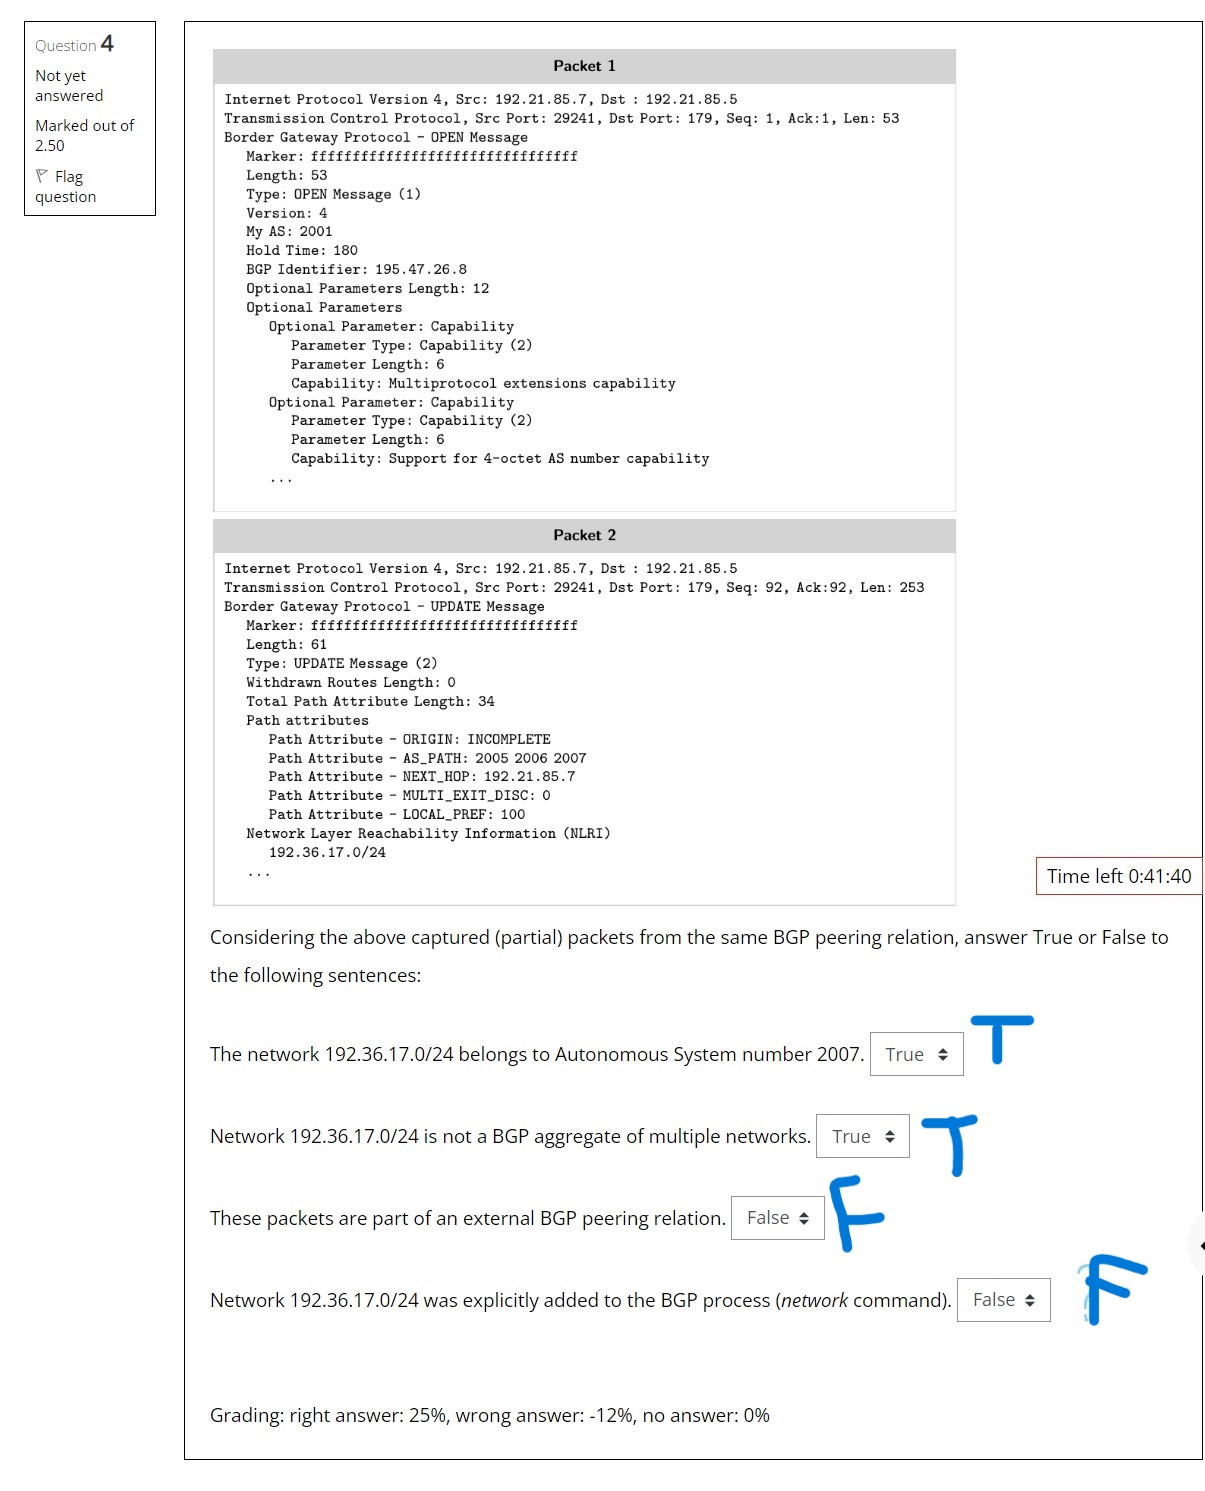 Question 4
Not yet
answered
Marked out of
2.50
Flag
question
Packet 1
Internet Protocol Version 4, Src: 192.21.85.7, Dst : 192.21.85.5
Transmission Control Protocol, Src Port: 29241, Dst Port: 179, Seq: 1, Ack:1, Len: 53
Border Gateway Protocol - OPEN Message
Marker: ffffffffffffffffffffffffffffffff
Length: 53
Type: OPEN Message (1)
Version: 4
My AS: 2001
Hold Time: 180
BGP Identifier: 195.47.26.8
Optional Parameters Length: 12
Optional Parameters
Optional Parameter: Capability
Parameter Type: Capability (2)
Parameter Length: 6
Capability: Multiprotocol extensions capability
Optional Parameter: Capability
Parameter Type: Capability (2)
Parameter Length: 6
Capability: Support for 4-octet AS number capability
...
Packet 2
Internet Protocol Version 4, Src: 192.21.85.7, Dst : 192.21.85.5
Transmission Control Protocol, Src Port: 29241, Dst Port: 179, Seq: 92, Ack:92, Len: 253
Border Gateway Protocol - UPDATE Message
Marker: ffffffffffffffffffffffffffffffff
Length: 61
Type: UPDATE Message (2)
Withdrawn Routes Length: 0
Total Path Attribute Length: 34
Path attributes
Path Attribute - ORIGIN: INCOMPLETE
Path Attribute - AS_PATH: 2005 2006 2007
Path Attribute - NEXT_HOP: 192.21.85.7
Path Attribute - MULTI_EXIT_DISC: 0
Path Attribute - LOCAL_PREF: 100
Network Layer Reachability Information (NLRI)
192.36.17.0/24
...
Time left 0:41:40
Considering the above captured (partial) packets from the same BGP peering relation, answer True or False to
the following sentences:
The network 192.36.17.0/24 belongs to Autonomous System number 2007. True T
Network 192.36.17.0/24 is not a BGP aggregate of multiple networks. True T
These packets are part of an external BGP peering relation. False F
Network 192.36.17.0/24 was explicitly added to the BGP process (network command). False F
Grading: right answer: 25%, wrong answer: -12%, no answer: 0%